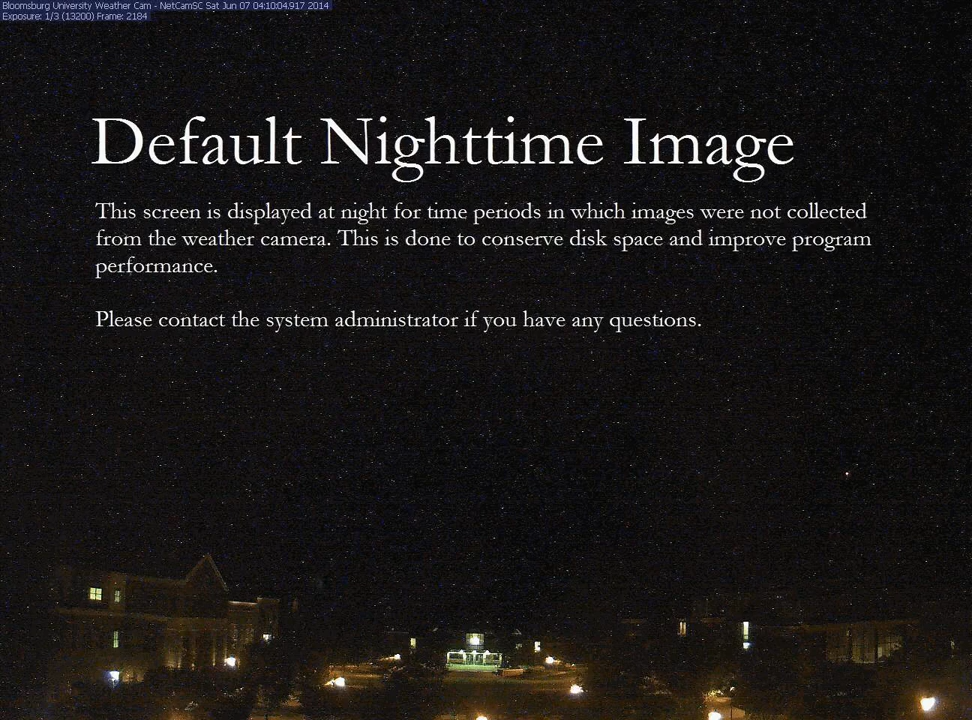 Bloomsburg University Weather Cam - NetCamSC Sat Jun 07 04:10:04.917 2014
Exposure: 1/3 (13200) Frame: 2184
Default Nighttime Image
This screen is displayed at night for time periods in which images were not collected
from the weather camera. This is done to conserve disk space and improve program
performance.
Please contact the system administrator if you have any questions.